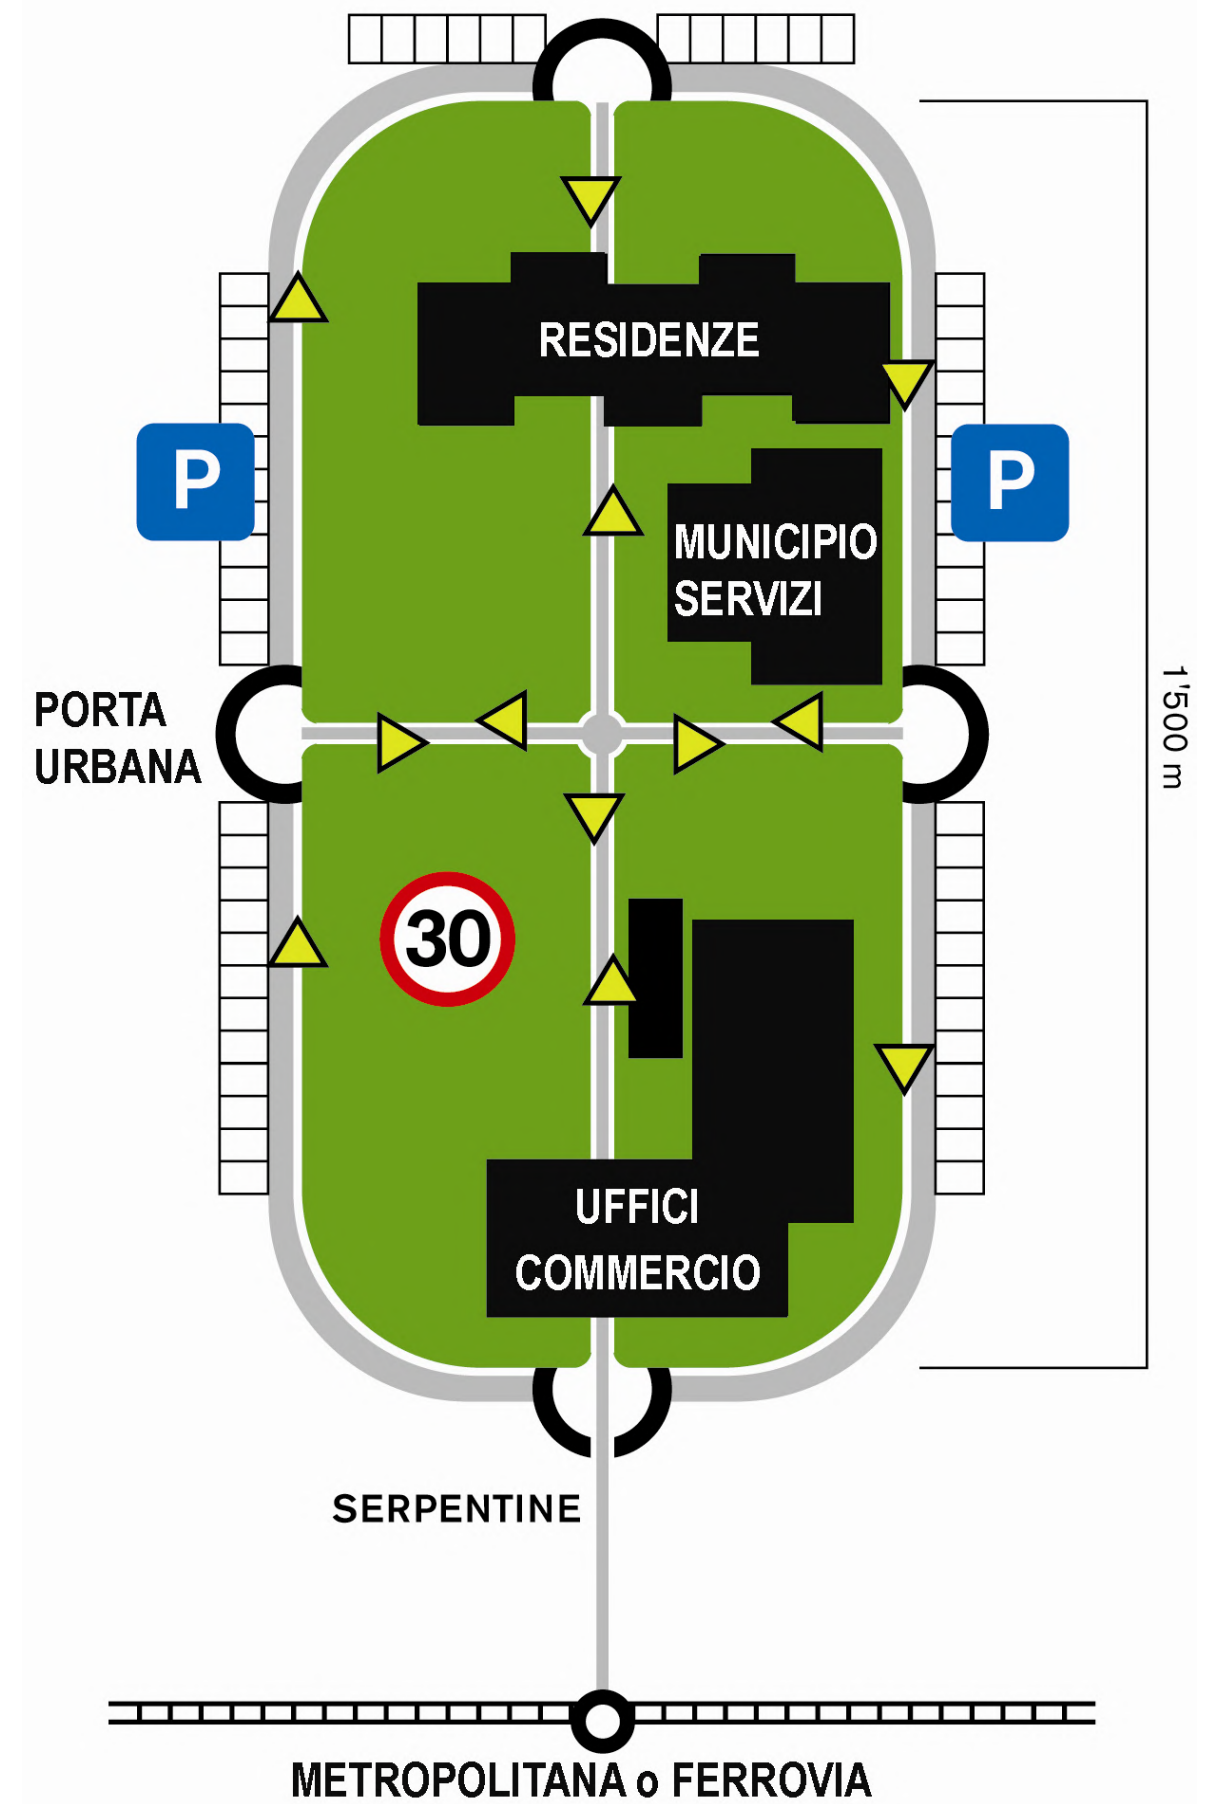 RESIDENZE
P
P
MUNICIPIO
SERVIZI
PORTA
URBANA
1'500 m
30
UFFICI
COMMERCIO
SERPENTINE
METROPOLITANA o FERROVIA